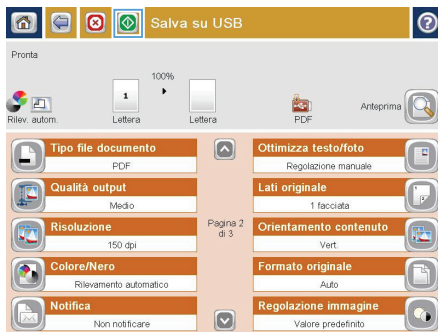 Salva su USB
?
Pronta
100%
1
Rilev. autom.
Lettera
Lettera
PDF
Anteprima
Tipo file documento
PDF
Ottimizza testo/foto
Regolazione manuale
Qualità output
Medio
Lati originale
1 facciata
Risoluzione
150 dpi
Pagina 2
di 3
Orientamento contenuto
Vert.
Colore/Nero
Rilevamento automatico
Formato originale
Auto
Notifica
Non notificare
Regolazione immagine
Valore predefinito